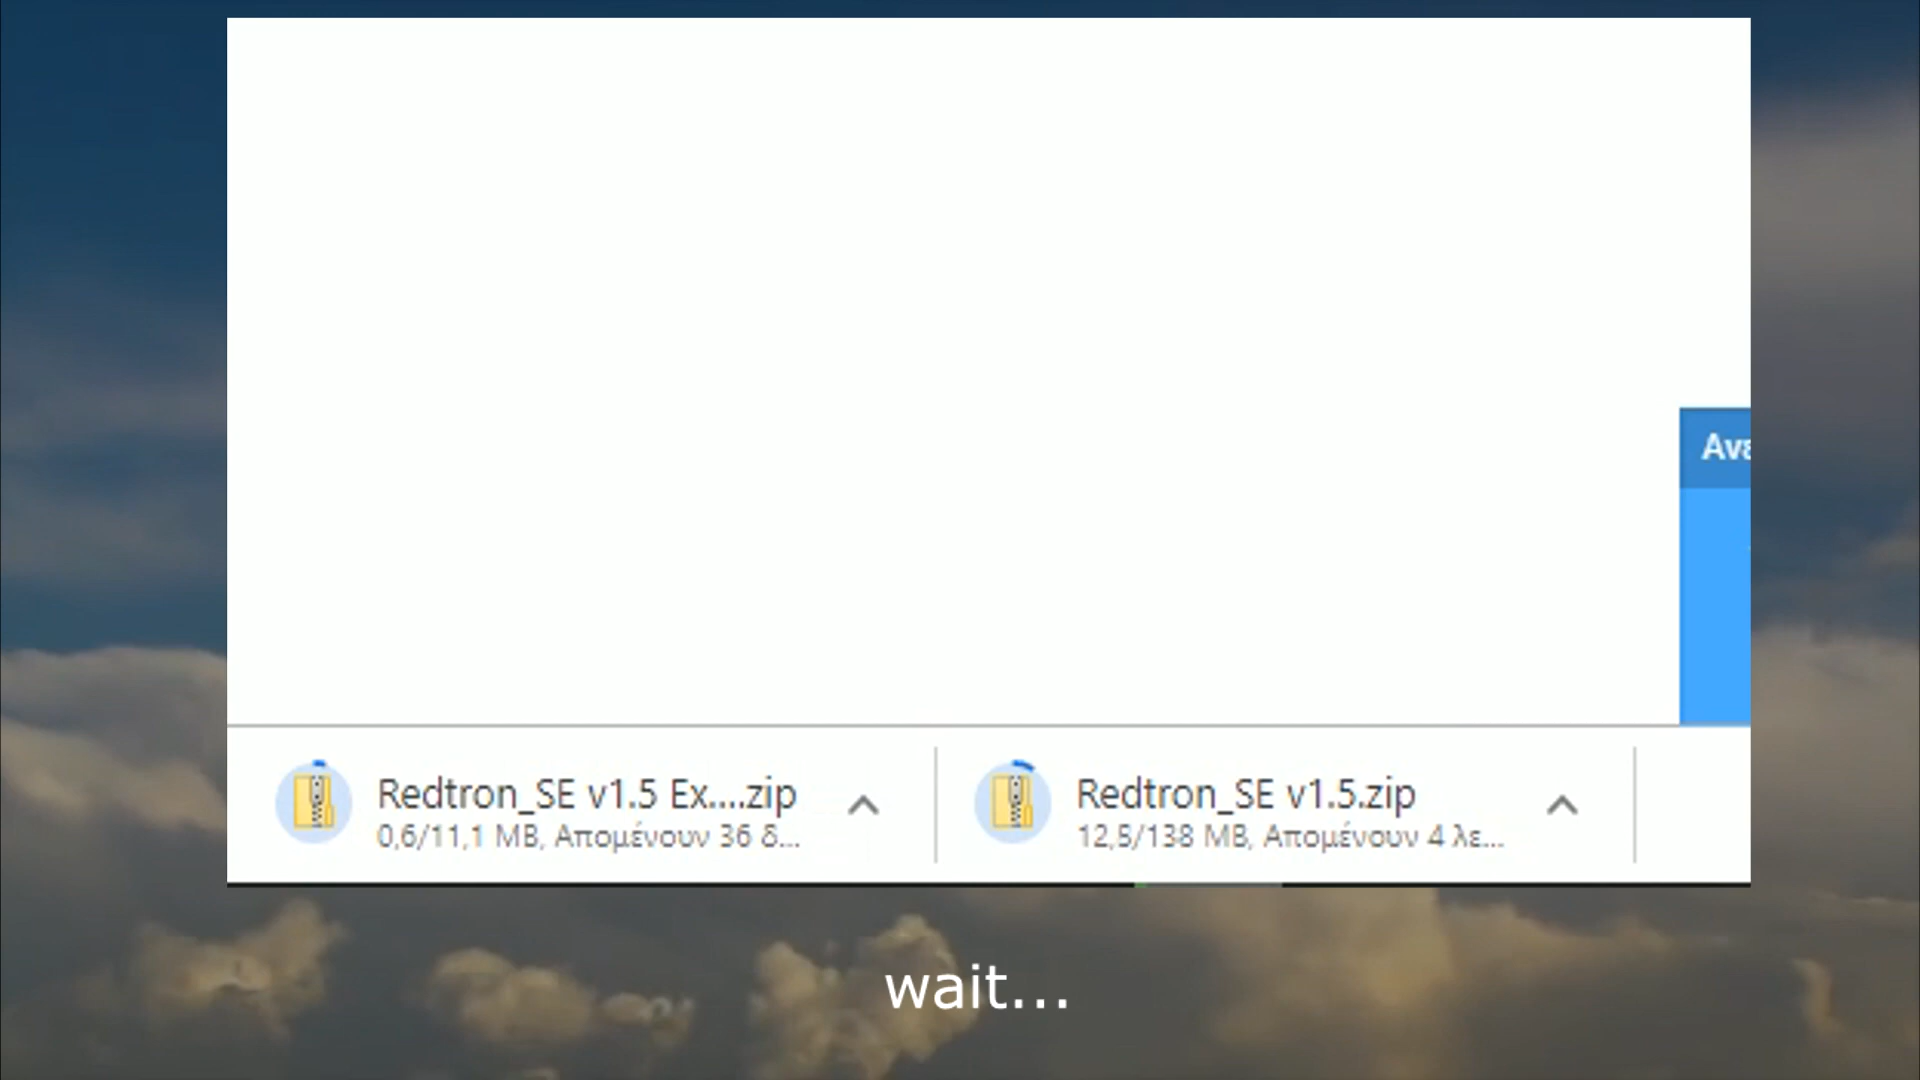 Redtron_SE v1.5 Ex....zip
0,6/11,1 MB, Απομένουν 36 δ...
Redtron_SE v1.5.zip
12,8/138 MB, Απομένουν 4 λε...
wait...